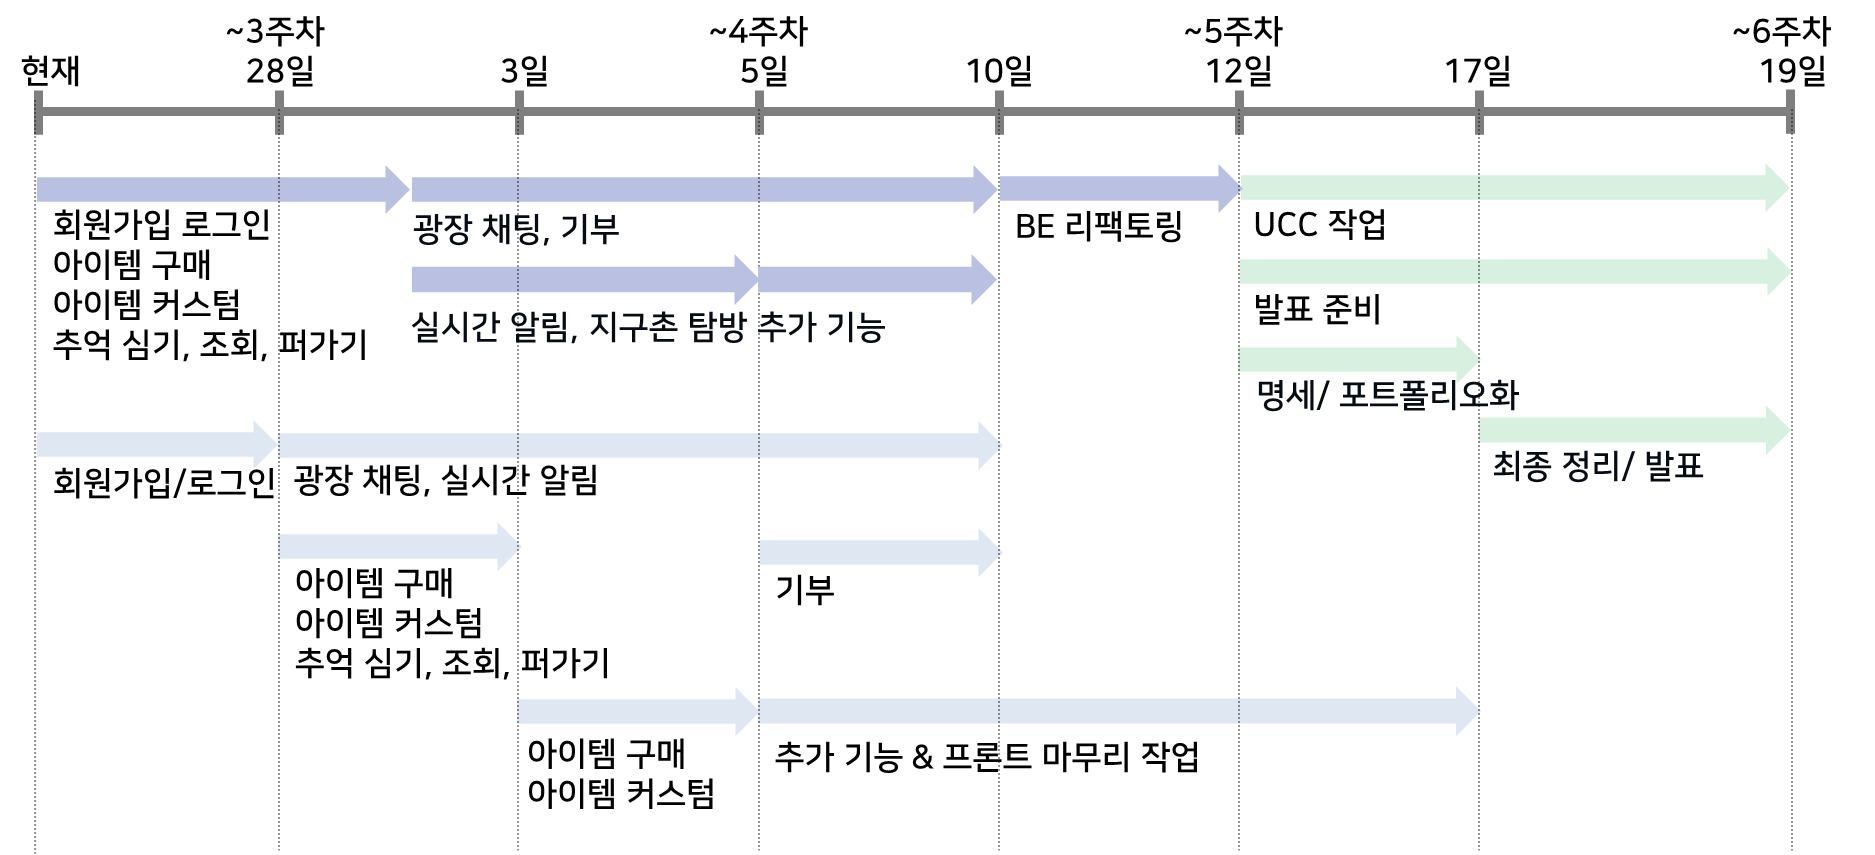 ~3주차
~4주차
~5주차
~6주차
현재
28일
3일
5일
10일
12일
17일
19일
회원가입 로그인
아이템 구매
아이템 커스텀
추억 심기, 조회, 퍼가기
광장 채팅, 기부
BE 리팩토링
UCC 작업
실시간 알림, 지구촌 탐방 추가 기능
발표 준비
명세/ 포트폴리오화
최종 정리/ 발표
회원가입/로그인
광장 채팅, 실시간 알림
아이템 구매
아이템 커스텀
추억 심기, 조회, 퍼가기
기부
아이템 구매
아이템 커스텀
추가 기능 & 프론트 마무리 작업